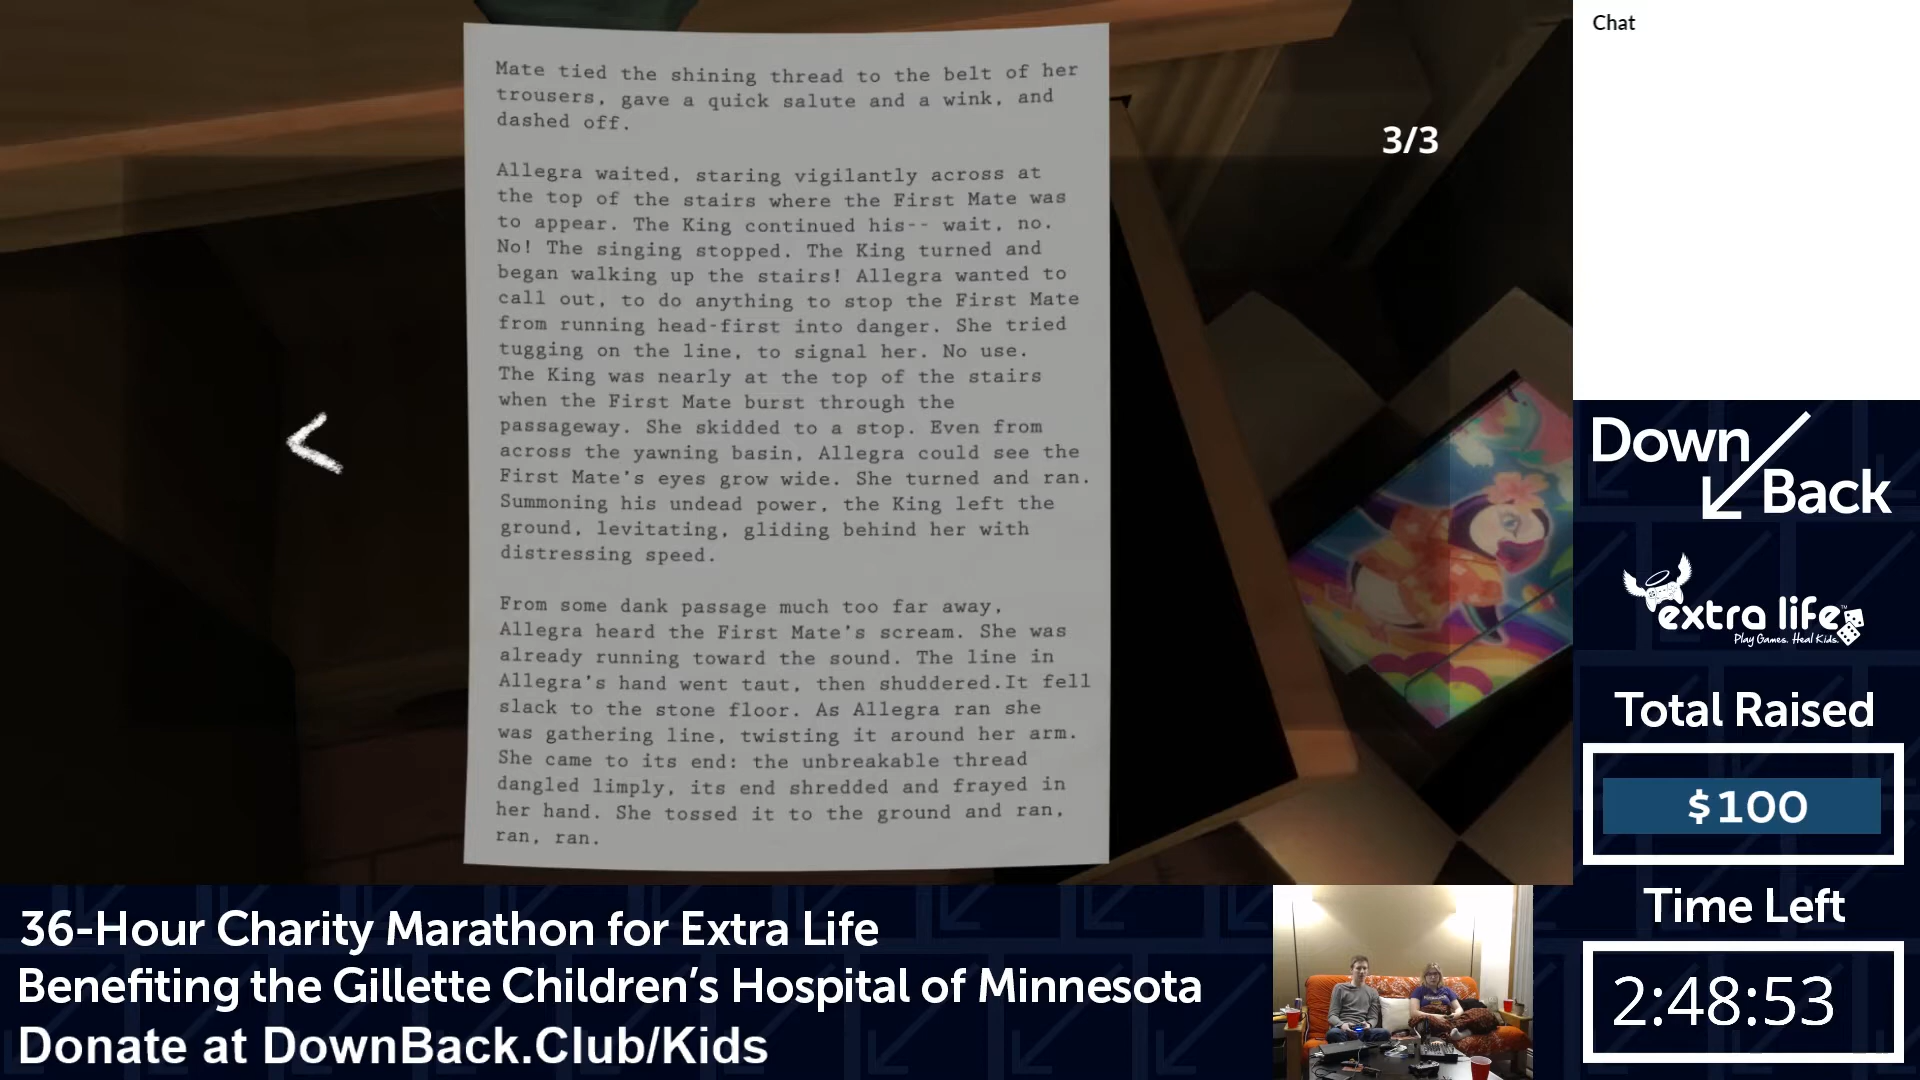 Mate tied the shining thread to the belt of her
trousers, gave a quick salute and a wink, and
dashed off.
Allegra waited, staring vigilantly across at
the top of the stairs where the First Mate was
to appear. The King continued his-- wait, no.
No! The singing stopped. The King turned and
began walking up the stairs! Allegra wanted to
call out, to do anything to stop the First Mate
from running head-first into danger. She tried
tugging on the line, to signal her. No use.
The King was nearly at the top of the stairs
when the First Mate burst through the
passageway. She skidded to a stop. Even from
across the yawning basin, Allegra could see the
First Mate's eyes grow wide. She turned and ran.
Summoning his undead power, the King left the
ground, levitating, gliding behind her with
distressing speed.
From some dank passage much too far away,
Allegra heard the First Mate's scream. She was
already running toward the sound. The line in
Allegra's hand went taut, then shuddered.It fell
slack to the stone floor. As Allegra ran she
was gathering line, twisting it around her arm.
She came to its end: the unbreakable thread
dangled limply, its end shredded and frayed in
her hand. She tossed it to the ground and ran,
ran, ran.
3/3
<
Chat
Down
Back
extra life
Play Games. Heal Kids.
Total Raised
$100
Time Left
2:48:53
36-Hour Charity Marathon for Extra Life
Benefiting the Gillette Children's Hospital of Minnesota
Donate at DownBack.Club/Kids